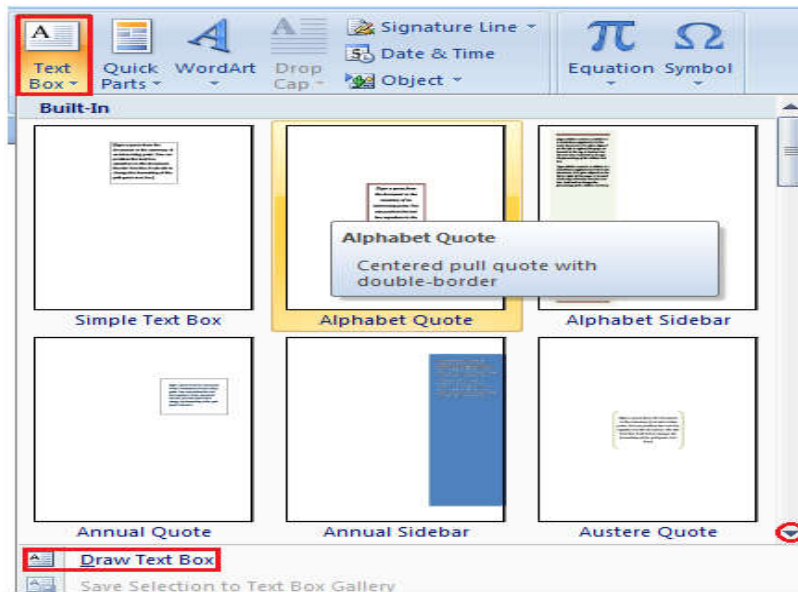 Signature Line
Date & Time
Object
Text Box
Quick Parts
WordArt
Drop Cap
Equation
Symbol
Built-In
Alphabet Quote
Centered pull quote with
double-border
Simple Text Box
Alphabet Quote
Alphabet Sidebar
Annual Quote
Annual Sidebar
Austere Quote
Draw Text Box
Save Selection to Text Box Gallery